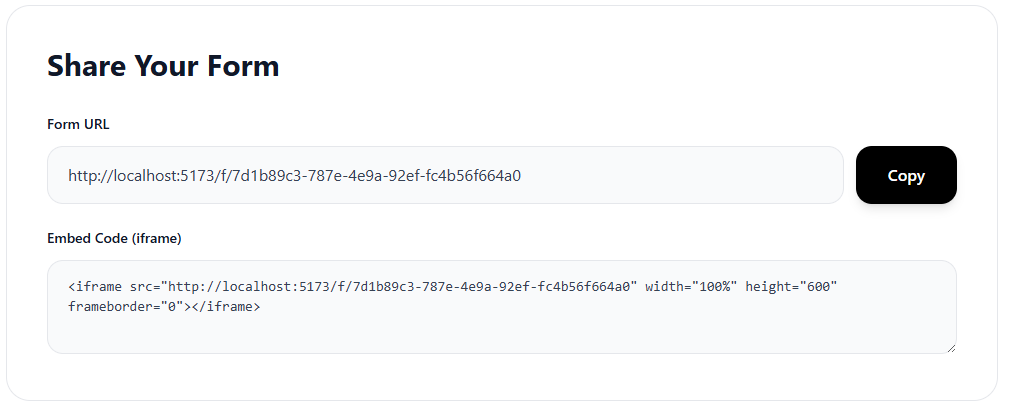 Share Your Form
Form URL
http://localhost:5173/f/7d1b89c3-787e-4e9a-92ef-fc4b56f664a0
Copy
Embed Code (iframe)
<iframe src="http://localhost:5173/f/7d1b89c3-787e-4e9a-92ef-fc4b56f664a0" width="100%" height="600"
frameborder="0"></iframe>